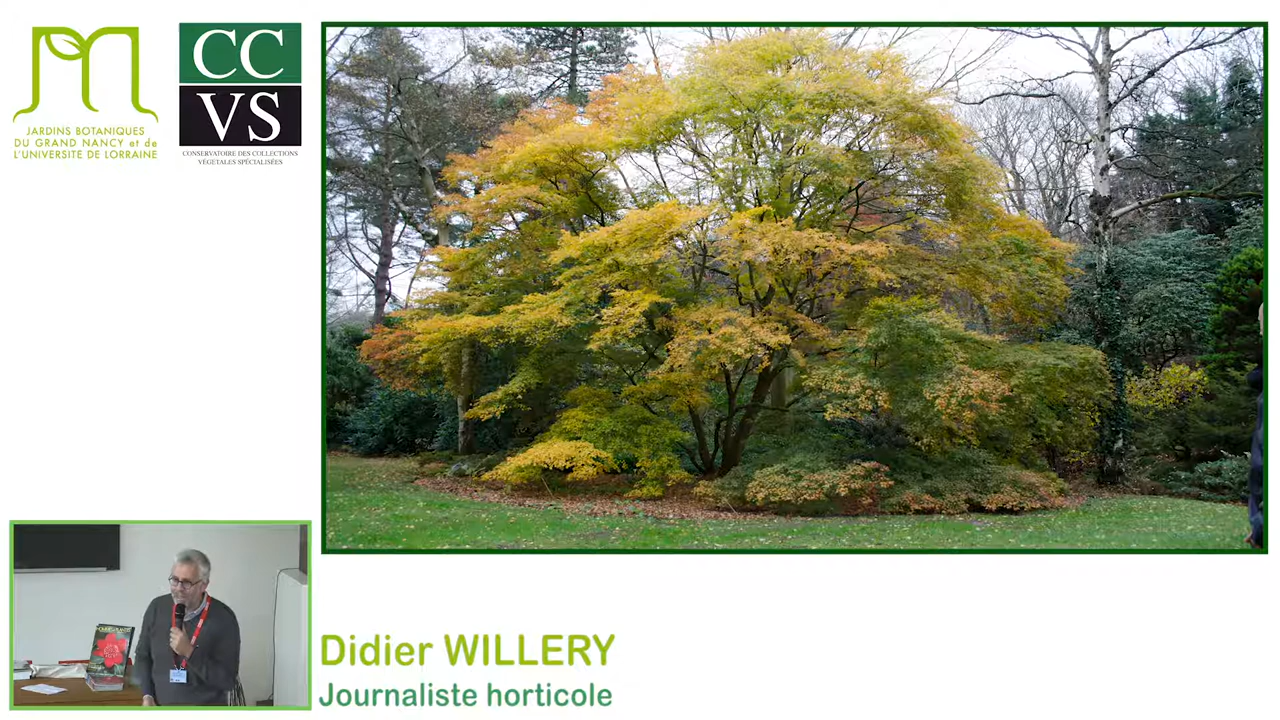 JARDINS BOTANIQUES
DU GRAND NANCY et de
L'UNIVERSITE DE LORRAINE
CC
VS
CONSERVATOIRE DES COLLECTIONS
VÉGÉTALES SPÉCIALISÉES
Didier WILLERY
Journaliste horticole